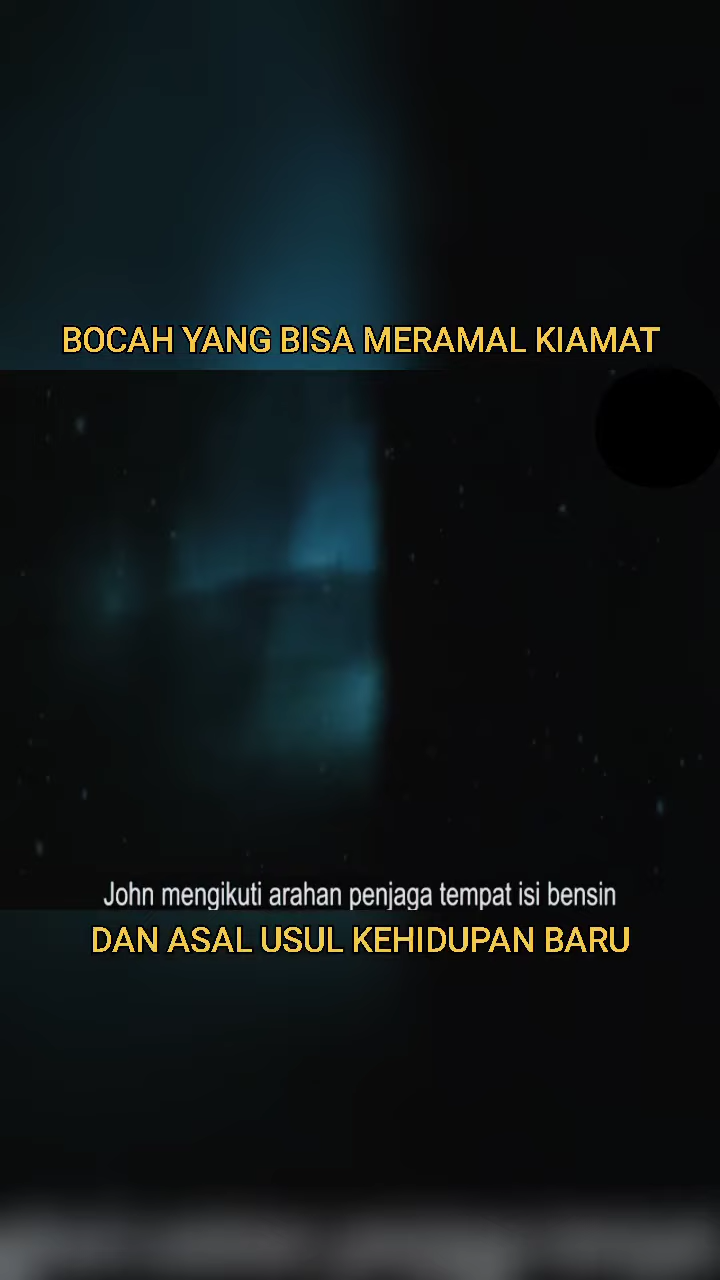 BOCAH YANG BISA MERAMAL KIAMAT
John mengikuti arahan penjaga tempat isi bensin
DAN ASAL USUL KEHIDUPAN BARU